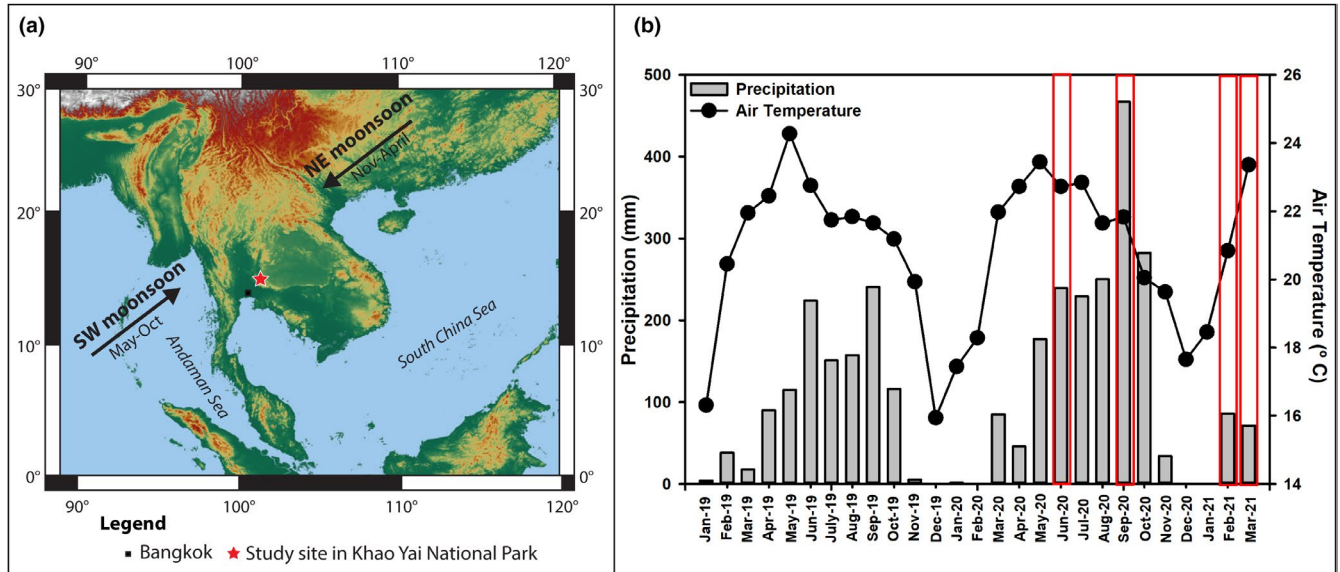 (a)
90° 100° 110° 120°
30° 30°
NE moonsoon
Nov-April
20° 20°
SW moonsoon
May-Oct
Andaman Sea
South China Sea
10° 10°
0° 0°
90° 100° 110° 120°
Legend
Bangkok Study site in Khao Yai National Park
(b)
Precipitation
Air Temperature
Precipitation (mm)
500
400
300
200
100
0
Air Temperature (° C)
26
24
22
20
18
16
14
Jan-19
Feb-19
Mar-19
Apr-19
May-19
Jun-19
July-19
Aug-19
Sep-19
Oct-19
Nov-19
Dec-19
Jan-20
Feb-20
Mar-20
Apr-20
May-20
Jun-20
Jul-20
Aug-20
Sep-20
Oct-20
Nov-20
Dec-20
Jan-21
Feb-21
Mar-21